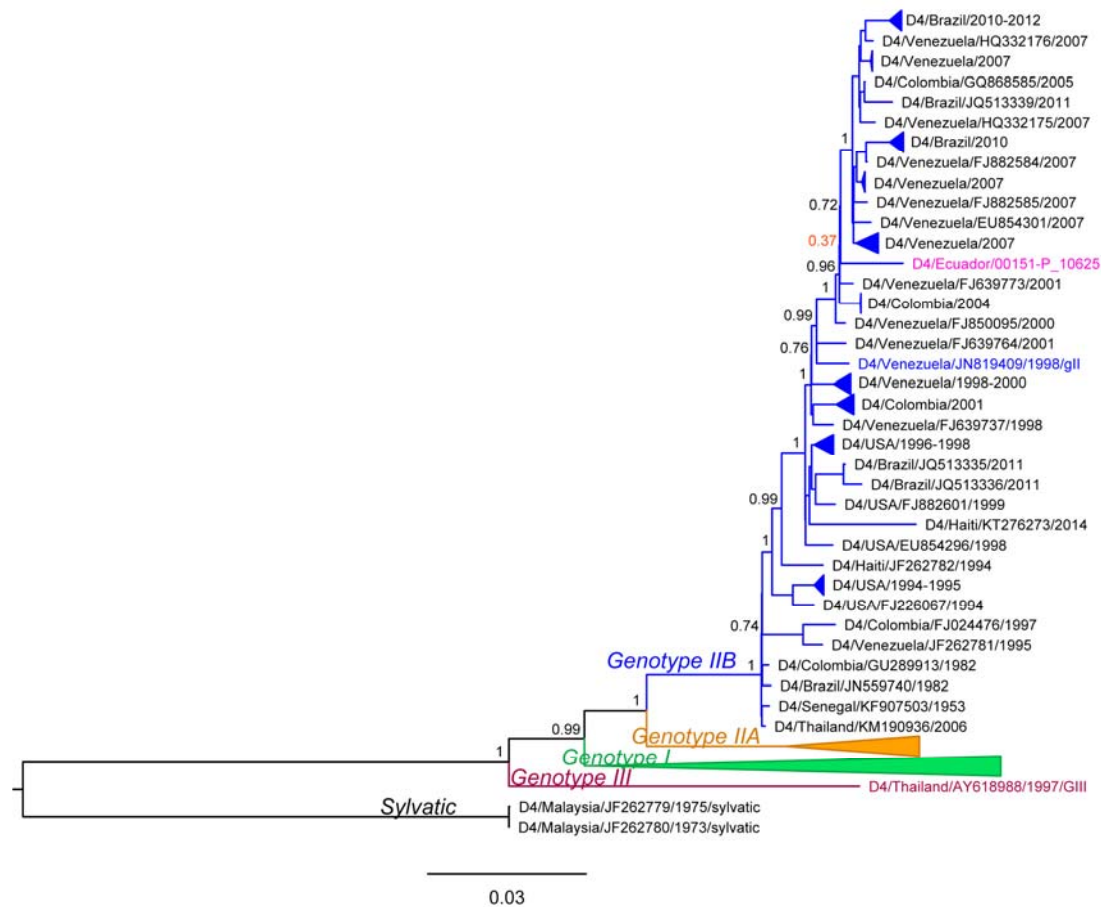 D4/Brazil/2010-2012
D4/Venezuela/HQ332176/2007
D4/Venezuela/2007
D4/Colombia/GQ868585/2005
D4/Brazil/JQ513339/2011
D4/Venezuela/HQ332175/2007
1
D4/Brazil/2010
D4/Venezuela/FJ882584/2007
D4/Venezuela/2007
0.72
D4/Venezuela/FJ882585/2007
D4/Venezuela/EU854301/2007
0.37
D4/Venezuela/2007
0.96
D4/Ecuador/00151-P_10625
1
D4/Venezuela/FJ639773/2001
D4/Colombia/2004
0.99
D4/Venezuela/FJ850095/2000
D4/Venezuela/FJ639764/2001
0.76
D4/Venezuela/JN819409/1998/gII
1
D4/Venezuela/1998-2000
D4/Colombia/2001
D4/Venezuela/FJ639737/1998
1
D4/USA/1996-1998
D4/Brazil/JQ513335/2011
D4/Brazil/JQ513336/2011
0.99
D4/USA/FJ882601/1999
D4/Haiti/KT276273/2014
1
D4/USA/EU854296/1998
D4/Haiti/JF262782/1994
D4/USA/1994-1995
D4/USA/FJ226067/1994
0.74
D4/Colombia/FJ024476/1997
D4/Venezuela/JF262781/1995
Genotype IIB
1
D4/Colombia/GU289913/1982
D4/Brazil/JN559740/1982
1
D4/Senegal/KF907503/1953
D4/Thailand/KM190936/2006
0.99
Genotype IIA
1
Genotype I
Genotype III
D4/Thailand/AY618988/1997/GIII
Sylvatic
D4/Malaysia/JF262779/1975/sylvatic
D4/Malaysia/JF262780/1973/sylvatic
0.03